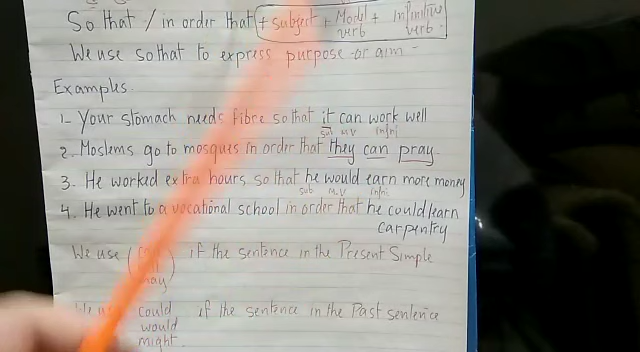 So that / in order that + subject + Model verb + Infinitive verb
We use so that to express purpose or aim
Examples.
1- Your stomach needs fibre so that it can work well
sub m.v infini
2. Moslems go to mosques in order that they can pray
3. He worked extra hours so that he would earn more money
sub M.V infini
4. He went to a vocational school in order that he could learn
carpentry
We use ( may ) if the sentence in the Present Simple
could if the sentence in the Past sentence
would
might